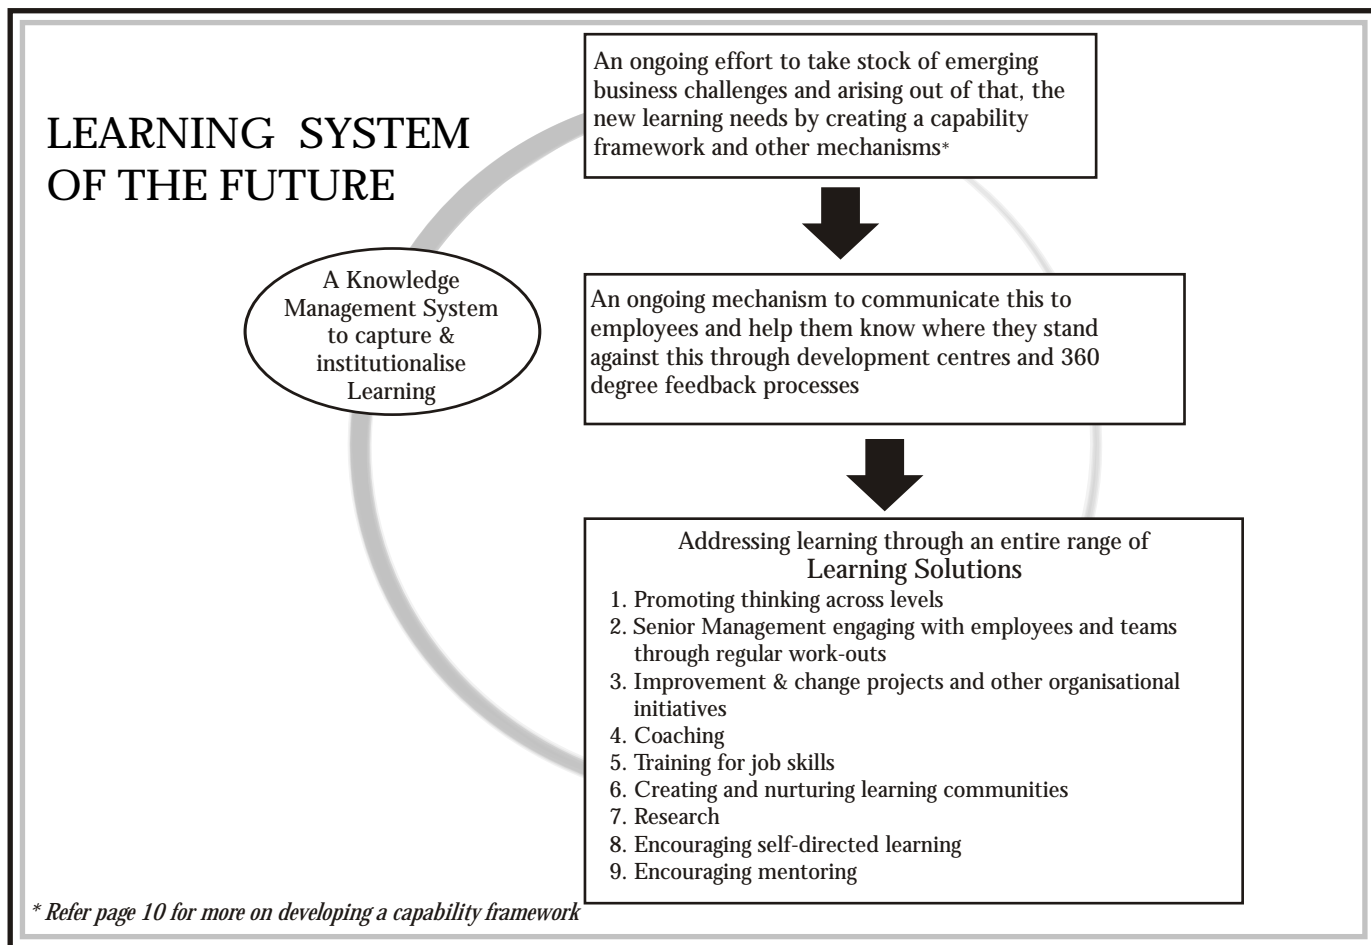 LEARNING SYSTEM
OF THE FUTURE
An ongoing effort to take stock of emerging
business challenges and arising out of that, the
new learning needs by creating a capability
framework and other mechanisms*
A Knowledge
Management System
to capture &
institutionalise
Learning
An ongoing mechanism to communicate this to
employees and help them know where they stand
against this through development centres and 360
degree feedback processes
Addressing learning through an entire range of
Learning Solutions
1. Promoting thinking across levels
2. Senior Management engaging with employees and teams
through regular work-outs
3. Improvement & change projects and other organisational
initiatives
4. Coaching
5. Training for job skills
6. Creating and nurturing learning communities
7. Research
8. Encouraging self-directed learning
9. Encouraging mentoring
* Refer page 10 for more on developing a capability framework